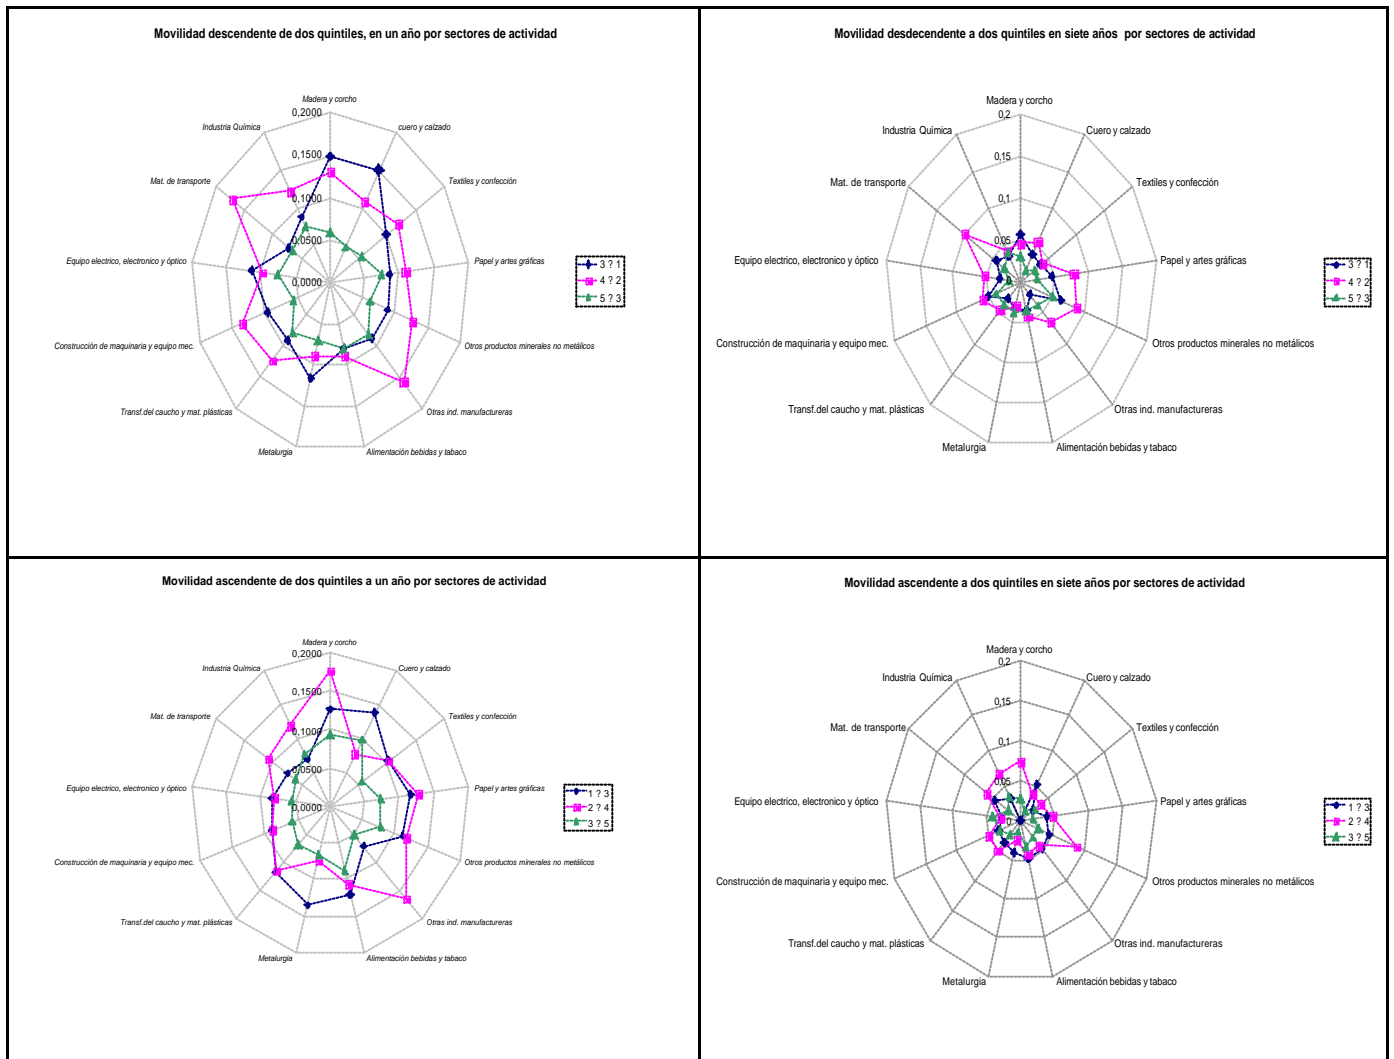 Movilidad descendente de dos quintiles, en un año por sectores de actividad
Madera y corcho
0,2000
Industria Química
cuero y calzado
0,1500
Mat. de transporte
Textiles y confección
0,1000
0,0500
Equipo electrico, electronico y óptico
Papel y artes gráficas
0,0000
3 ? 1
4 ? 2
5 ? 3
Construcción de maquinaria y equipo mec.
Otros productos minerales no metálicos
Transf.del caucho y mat. plásticas
Otras ind. manufactureras
Metalurgia
Alimentación bebidas y tabaco
Movilidad desdecendente a dos quintiles en siete años por sectores de actividad
Madera y corcho
0,2
Industria Química
Cuero y calzado
0,15
Mat. de transporte
Textiles y confección
0,1
0,05
Equipo electrico, electronico y óptico
Papel y artes gráficas
0
3 ? 1
4 ? 2
5 ? 3
Construcción de maquinaria y equipo mec.
Otros productos minerales no metálicos
Transf.del caucho y mat. plásticas
Otras ind. manufactureras
Metalurgia
Alimentación bebidas y tabaco
Movilidad ascendente de dos quintiles a un año por sectores de actividad
Madera y corcho
0,2000
Industria Química
Cuero y calzado
0,1500
Mat. de transporte
Textiles y confección
0,1000
0,0500
Equipo electrico, electronico y óptico
Papel y artes gráficas
0,0000
1 ? 3
2 ? 4
3 ? 5
Construcción de maquinaria y equipo mec.
Otros productos minerales no metálicos
Transf.del caucho y mat. plásticas
Otras ind. manufactureras
Metalurgia
Alimentación bebidas y tabaco
Movilidad ascendente a dos quintiles en siete años por sectores de actividad
Madera y corcho
0,2
Industria Química
Cuero y calzado
0,15
Mat. de transporte
Textiles y confección
0,1
0,05
Equipo electrico, electronico y óptico
Papel y artes gráficas
0
1 ? 3
2 ? 4
3 ? 5
Construcción de maquinaria y equipo mec.
Otros productos minerales no metálicos
Transf.del caucho y mat. plásticas
Otras ind. manufactureras
Metalurgia
Alimentación bebidas y tabaco